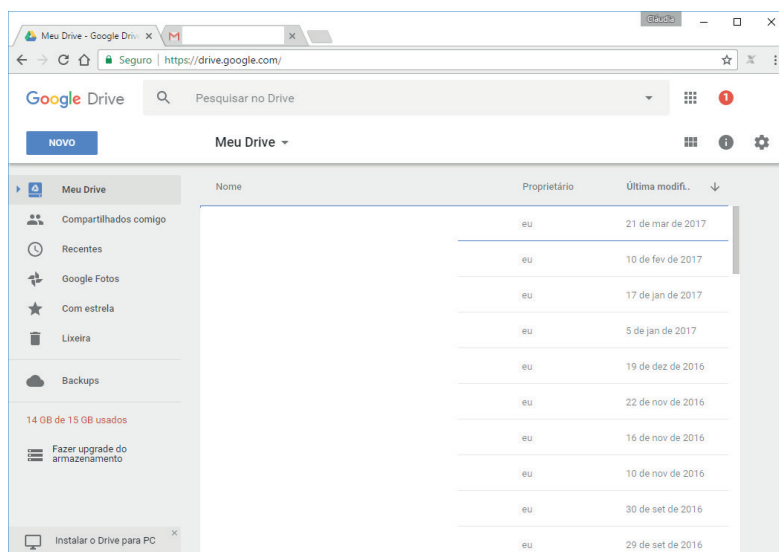 Cláudia
Meu Drive - Google Driv
Seguro | https://drive.google.com/
Google Drive
Pesquisar no Drive
1
NOVO
Meu Drive
Meu Drive
Compartilhados comigo
Recentes
Google Fotos
Com estrela
Lixeira
Backups
14 GB de 15 GB usados
Fazer upgrade do
armazenamento
Instalar o Drive para PC
Nome Proprietário Última modifi..
eu 21 de mar de 2017
eu 10 de fev de 2017
eu 17 de jan de 2017
eu 5 de jan de 2017
eu 19 de dez de 2016
eu 22 de nov de 2016
eu 16 de nov de 2016
eu 10 de nov de 2016
eu 30 de set de 2016
eu 29 de set de 2016